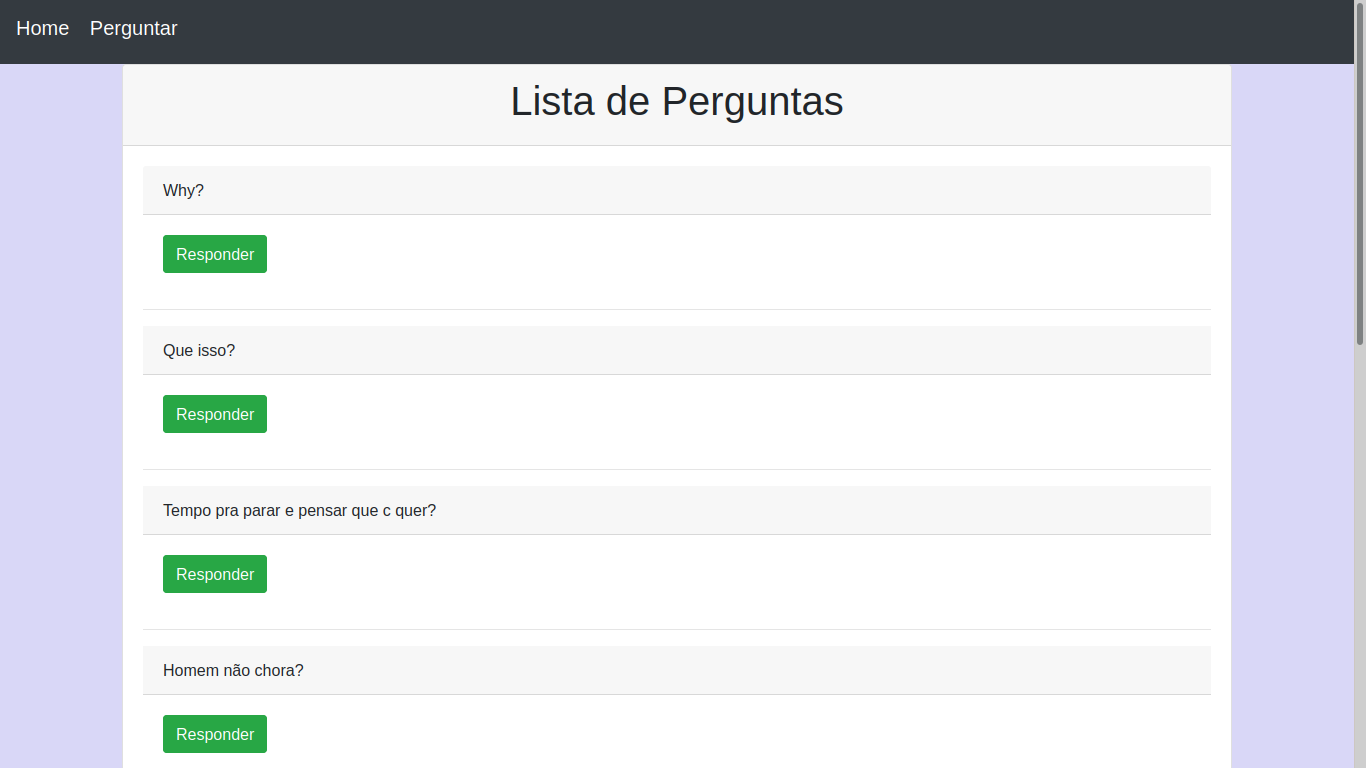 Home Perguntar
Lista de Perguntas
Why?
Responder
Que isso?
Responder
Tempo pra parar e pensar que c quer?
Responder
Homem não chora?
Responder